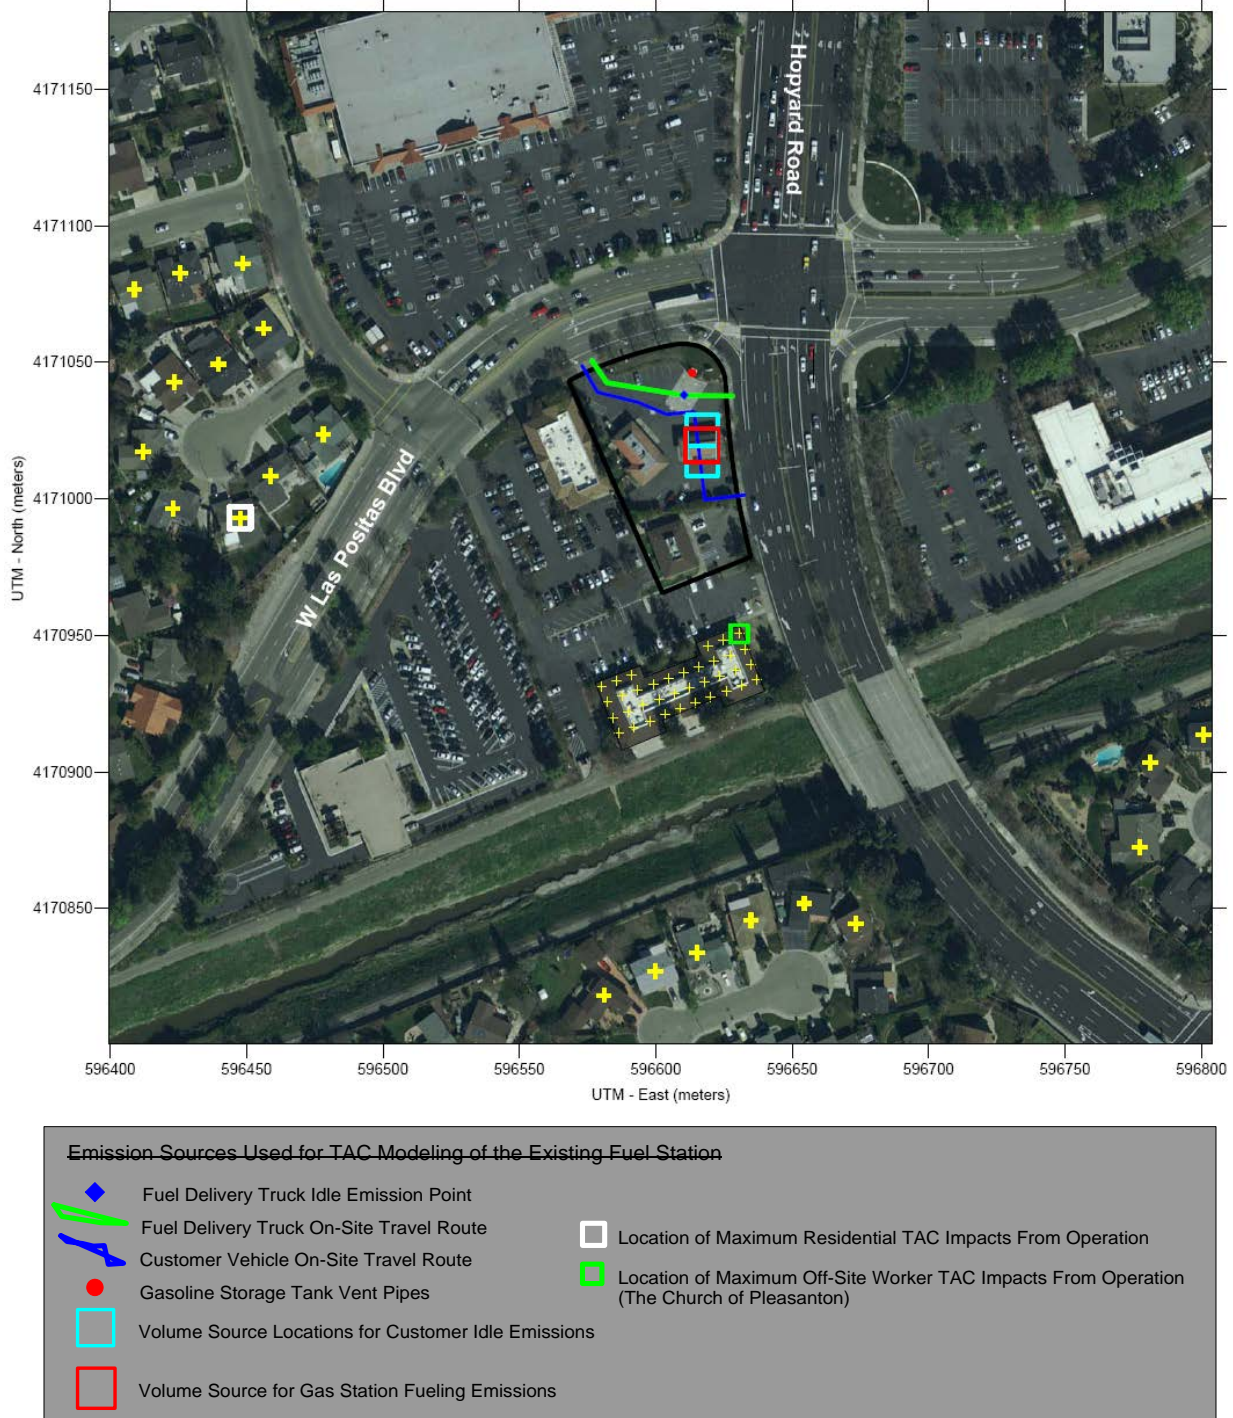 4171150
4171100
4171050
4171000
4170950
4170900
4170850
UTM - North (meters)
Hopyard Road
W Las Positas Blvd
596400
596450
596500
596550
596600
596650
596700
596750
596800
UTM - East (meters)
Emission Sources Used for TAC Modeling of the Existing Fuel Station
Fuel Delivery Truck Idle Emission Point
Fuel Delivery Truck On-Site Travel Route
Customer Vehicle On-Site Travel Route
Gasoline Storage Tank Vent Pipes
Volume Source Locations for Customer Idle Emissions
Volume Source for Gas Station Fueling Emissions
Location of Maximum Residential TAC Impacts From Operation
Location of Maximum Off-Site Worker TAC Impacts From Operation
(The Church of Pleasanton)